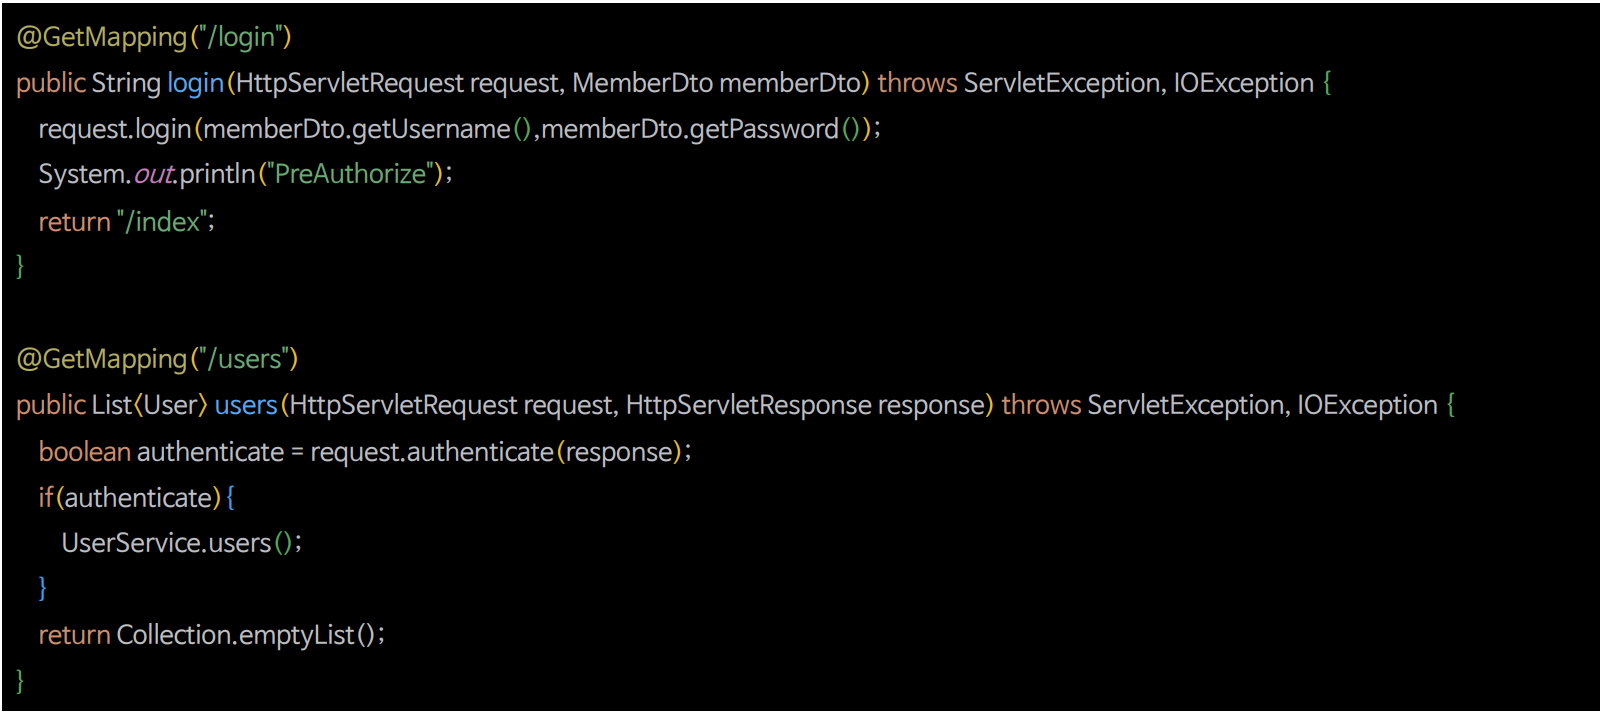 @GetMapping("/login")
public String login(HttpServletRequest request, MemberDto memberDto) throws ServletException, IOException {
request.login(memberDto.getUsername(),memberDto.getPassword());
System.out.println("PreAuthorize");
return "/index";
}
@GetMapping("/users")
public List<User> users(HttpServletRequest request, HttpServletResponse response) throws ServletException, IOException {
boolean authenticate = request.authenticate(response);
if(authenticate){
UserService.users();
}
return Collection.emptyList();
}